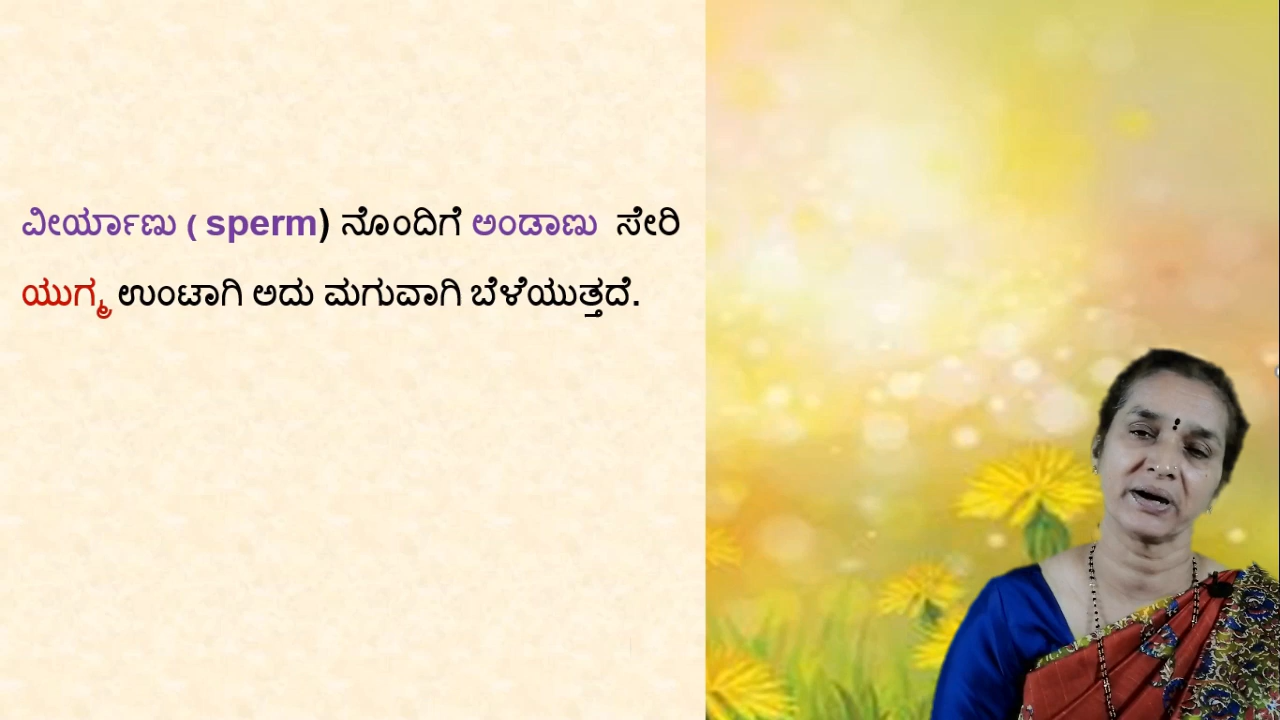 ವೀರ್ಯಾಣು ( sperm) ನೊಂದಿಗೆ ಅಂಡಾಣು ಸೇರಿ
ಯುಗ್ಮ ಉಂಟಾಗಿ ಅದು ಮಗುವಾಗಿ ಬೆಳೆಯುತ್ತದೆ.